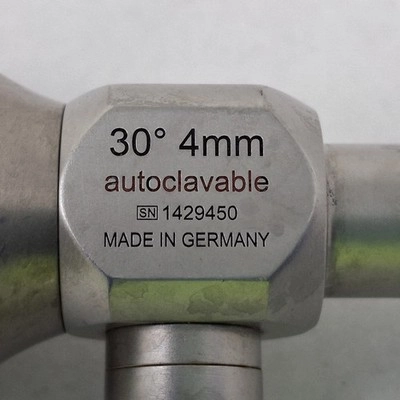 30° 4mm
autoclavable
SN 1429450
MADE IN GERMANY